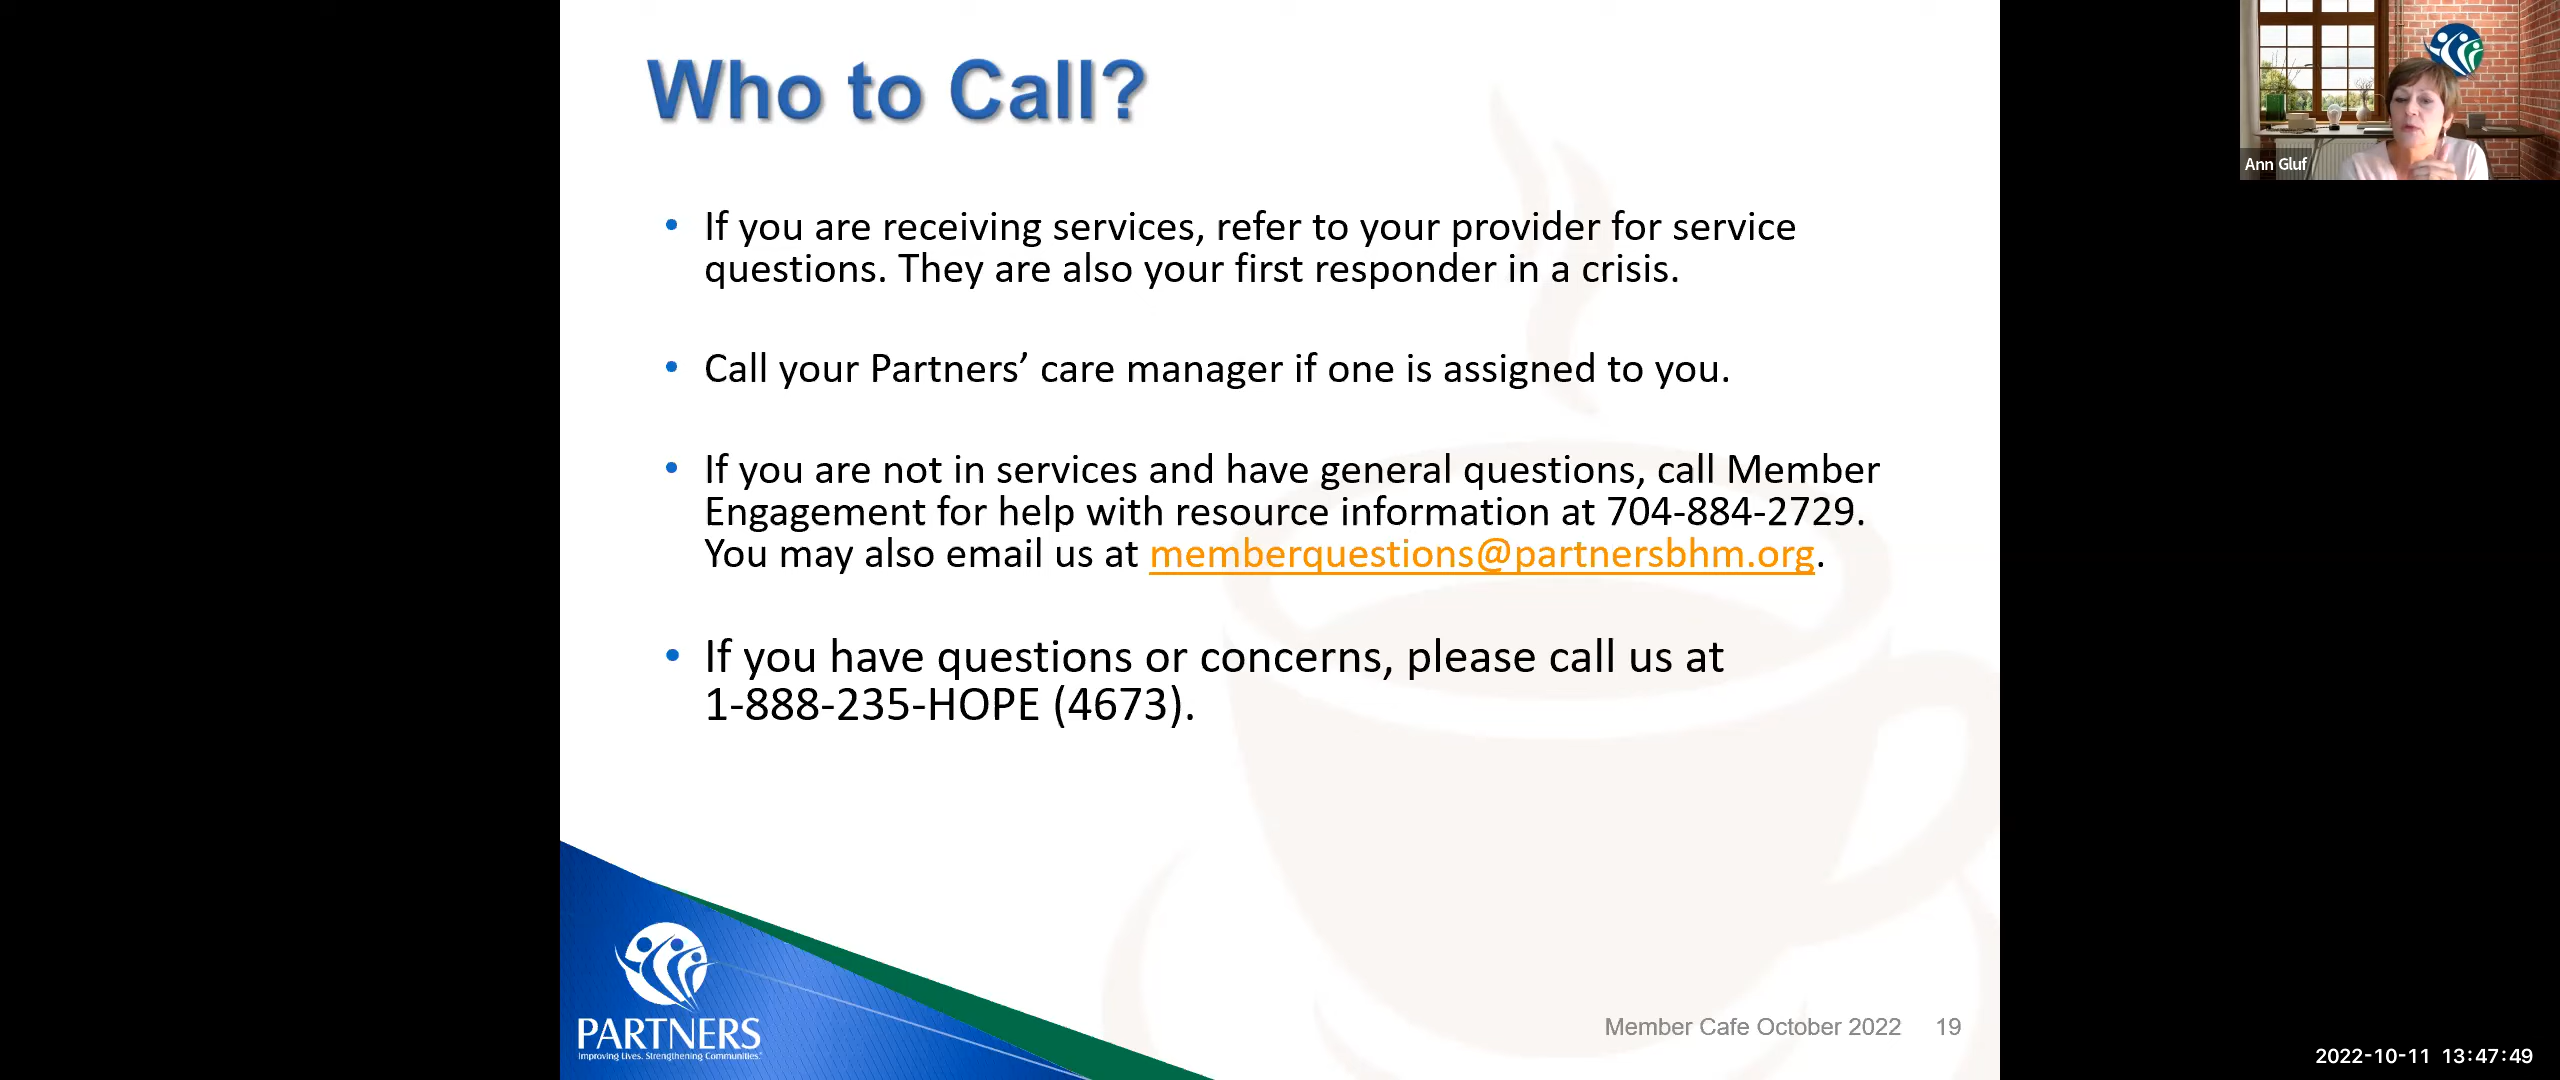 Who to Call?
• If you are receiving services, refer to your provider for service
questions. They are also your first responder in a crisis.
• Call your Partners’ care manager if one is assigned to you.
• If you are not in services and have general questions, call Member
Engagement for help with resource information at 704-884-2729.
You may also email us at memberquestions@partnersbhm.org.
• If you have questions or concerns, please call us at
1-888-235-HOPE (4673).
PARTNERS
Improving Lives. Strengthening Communities.
Member Cafe October 2022 19
Ann Gluf
2022-10-11 13:47:49